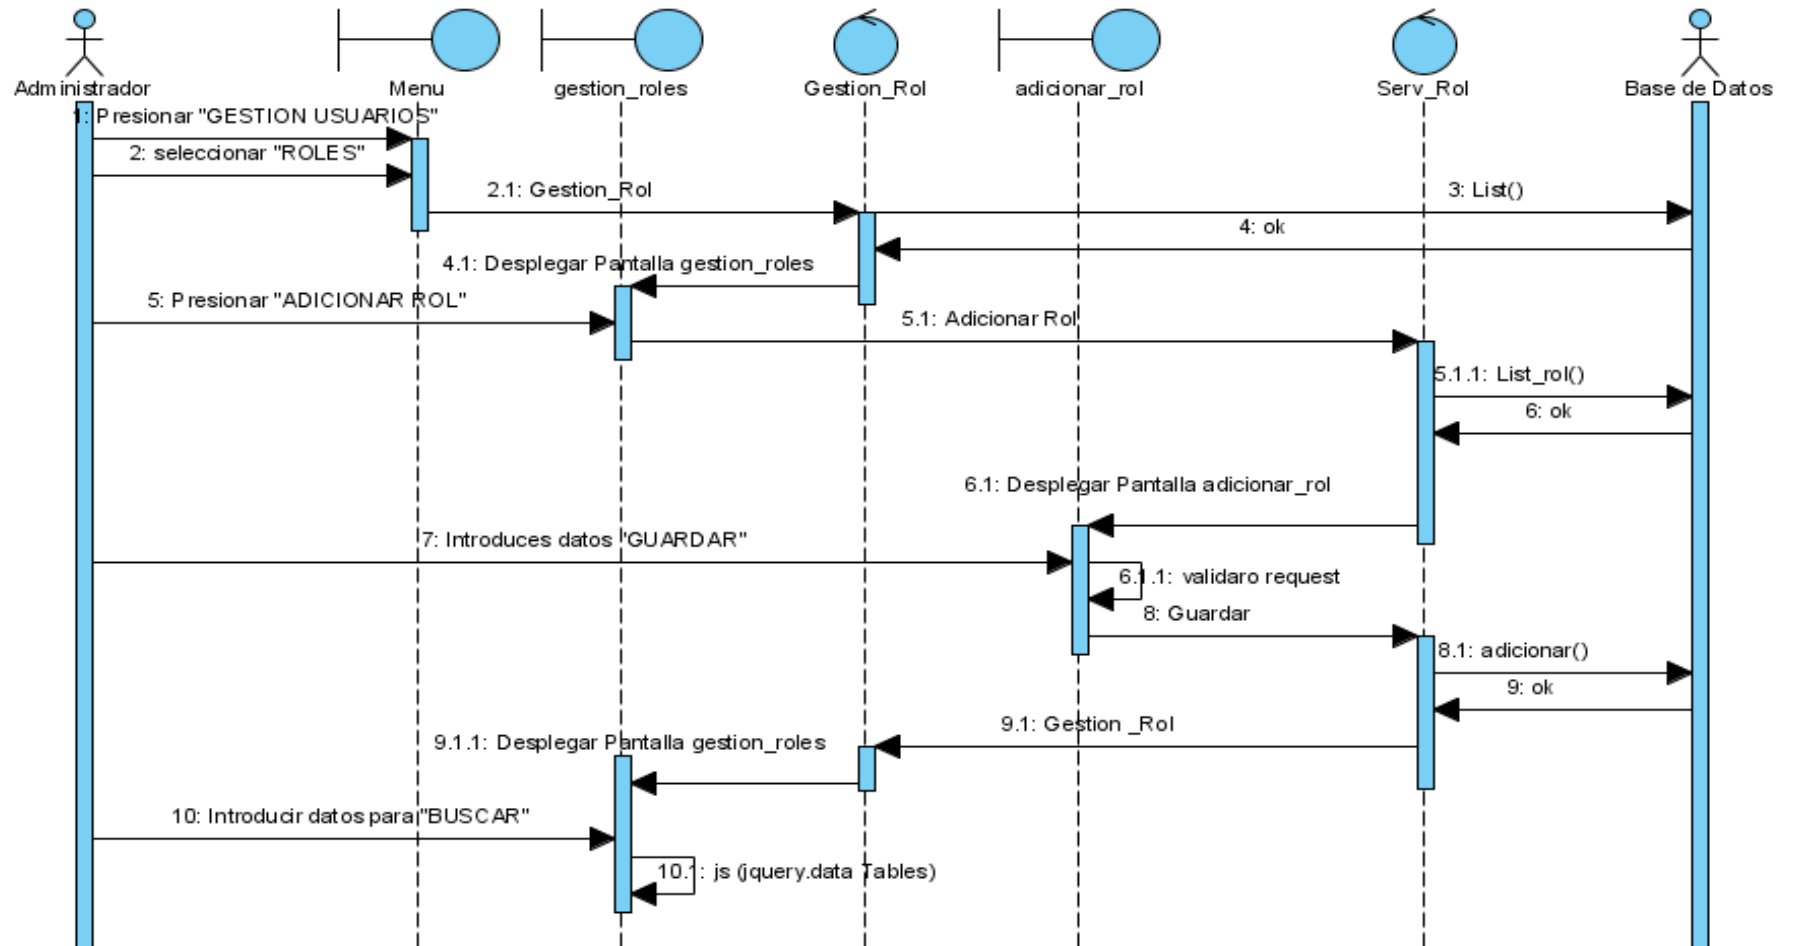 Administrador
Menu
gestion_roles
Gestion_Rol
adicionar_rol
Serv_Rol
Base de Datos
1: Presionar "GESTION USUARIOS"
2: seleccionar "ROLES"
2.1: Gestion_Rol
3: List()
4: ok
4.1: Desplegar Pantalla gestion_roles
5: Presionar "ADICIONAR ROL"
5.1: Adicionar Rol
5.1.1: List_rol()
6: ok
6.1: Desplegar Pantalla adicionar_rol
7: Introduces datos "GUARDAR"
6.1.1: validaro request
8: Guardar
8.1: adicionar()
9: ok
9.1: Gestion _Rol
9.1.1: Desplegar Pantalla gestion_roles
10: Introducir datos para "BUSCAR"
10.1: js (jquery.data Tables)